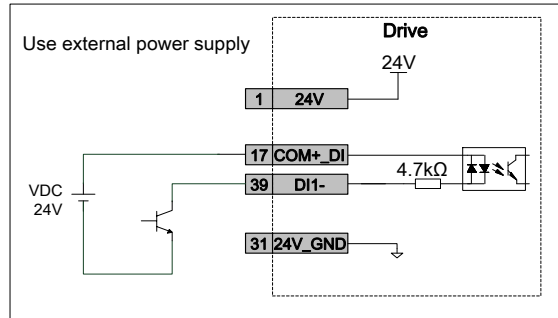 Use external power supply
Drive
24V
1 24V
17 COM+_DI
4.7kΩ
39 DI1-
VDC
24V
31 24V_GND